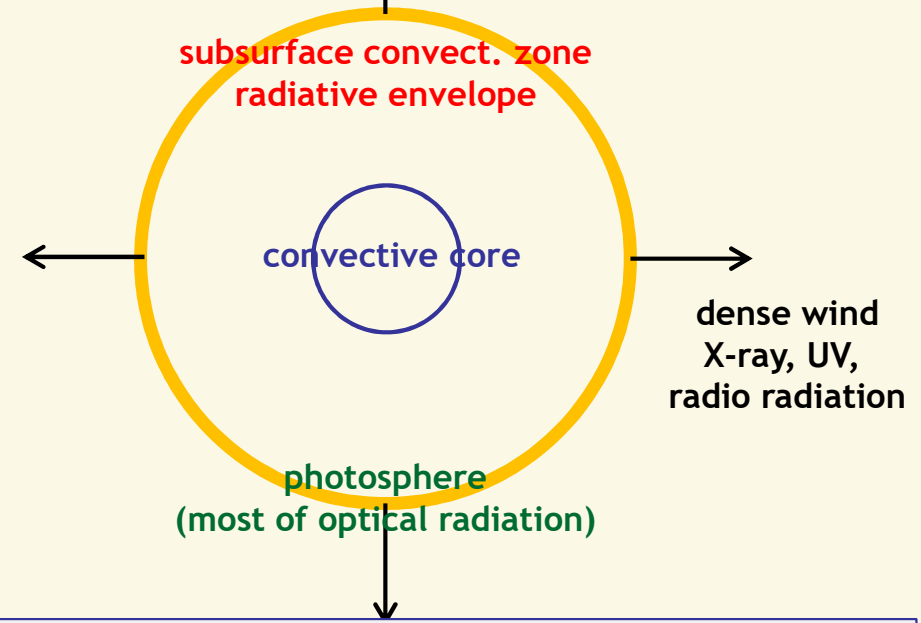 subsurface convect. zone
radiative envelope
convective core
dense wind
X-ray, UV,
radio radiation
photosphere
(most of optical radiation)